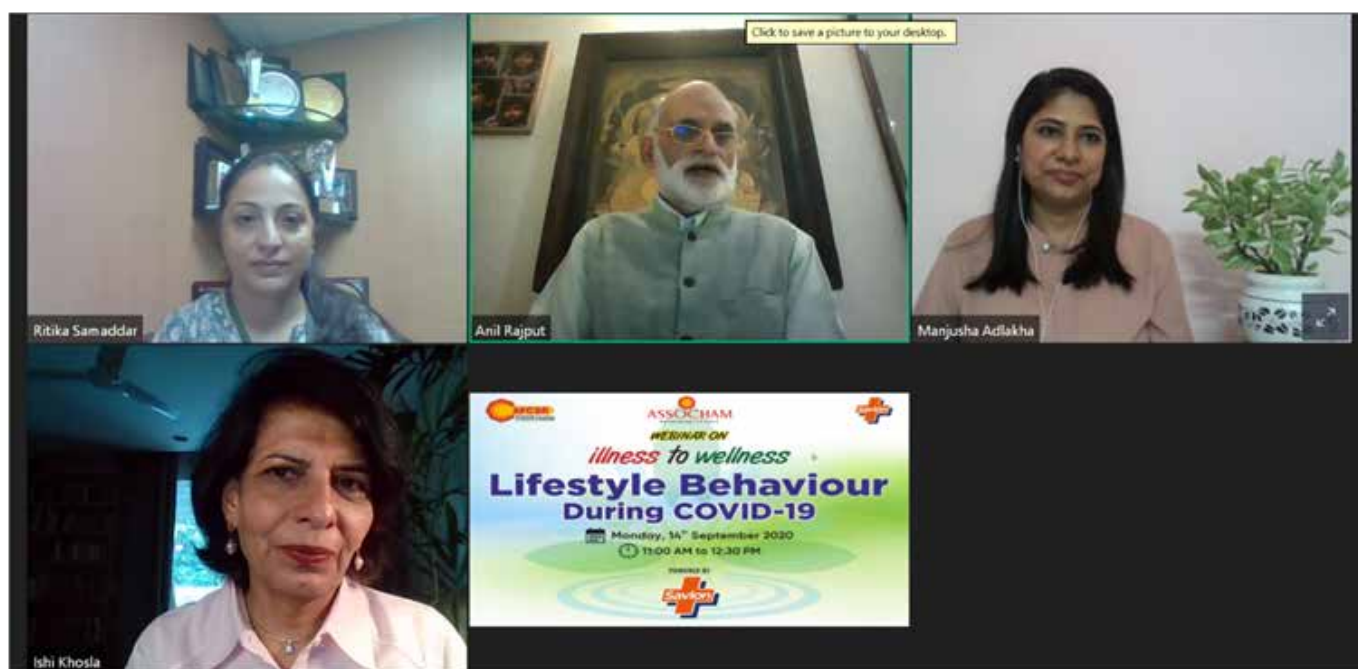 Click to save a picture to your desktop.
Ritika Samaddar
Anil Rajput
Manjusha Adlakha
Ishi Khosla
ASSOCHAM
WEBINAR ON
illness to wellness
Lifestyle Behaviour
During COVID-19
Monday, 14th September 2020
11:00 AM to 12:30 PM
POWERED BY
Savlon